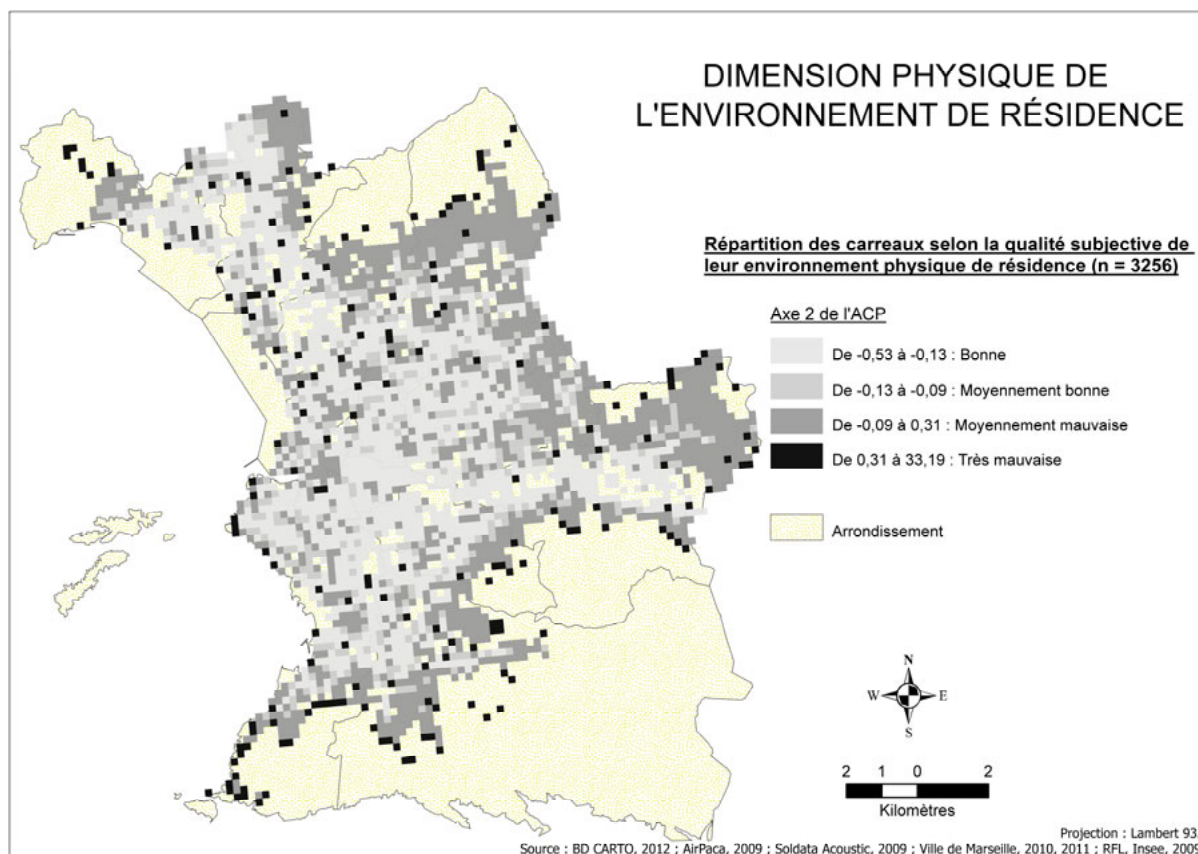 DIMENSION PHYSIQUE DE
L'ENVIRONNEMENT DE RÉSIDENCE
Répartition des carreaux selon la qualité subjective de
leur environnement physique de résidence (n = 3256)
Axe 2 de l'ACP
De -0,53 à -0,13 : Bonne
De -0,13 à -0,09 : Moyennement bonne
De -0,09 à 0,31 : Moyennement mauvaise
De 0,31 à 33,19 : Très mauvaise
Arrondissement
N
W E
S
2 1 0 2
Kilomètres
Projection : Lambert 93
Source : BD CARTO, 2012 ; AirPaca, 2009 ; Soldata Acoustic, 2009 ; Ville de Marseille, 2010, 2011 ; RFL, Insee, 2009